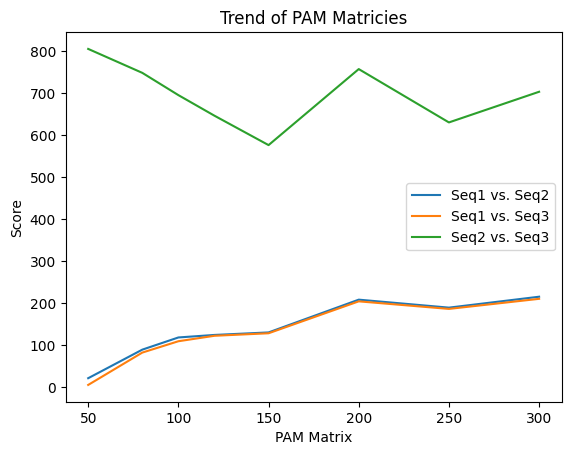 Trend of PAM Matricies
Score
800
700
600
500
400
300
200
100
0
Seq1 vs. Seq2
Seq1 vs. Seq3
Seq2 vs. Seq3
50
100
150
200
250
300
PAM Matrix